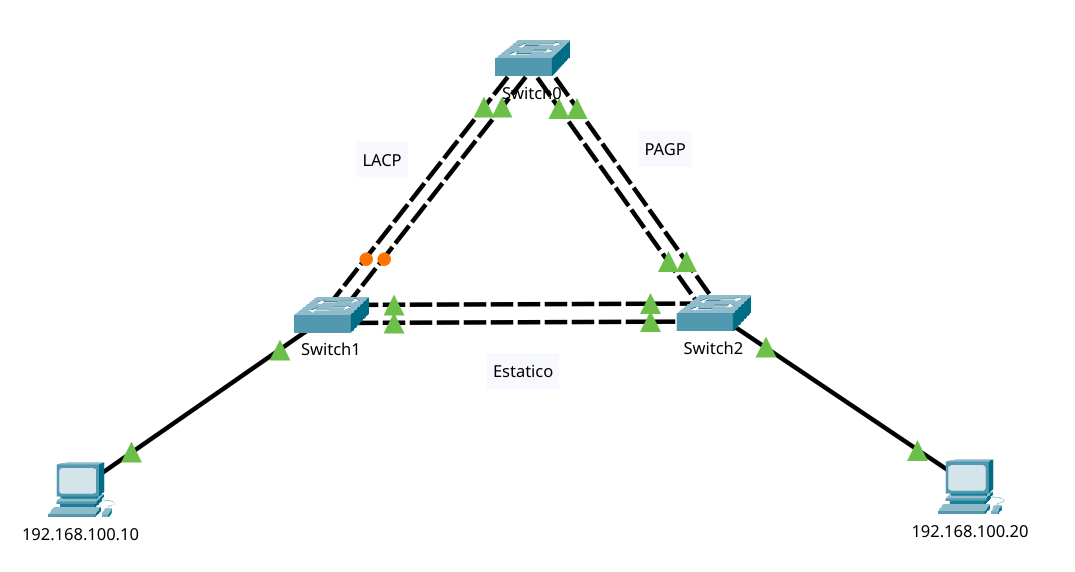 Switch0
LACP
PAGP
Switch1
Switch2
Estatico
192.168.100.10
192.168.100.20